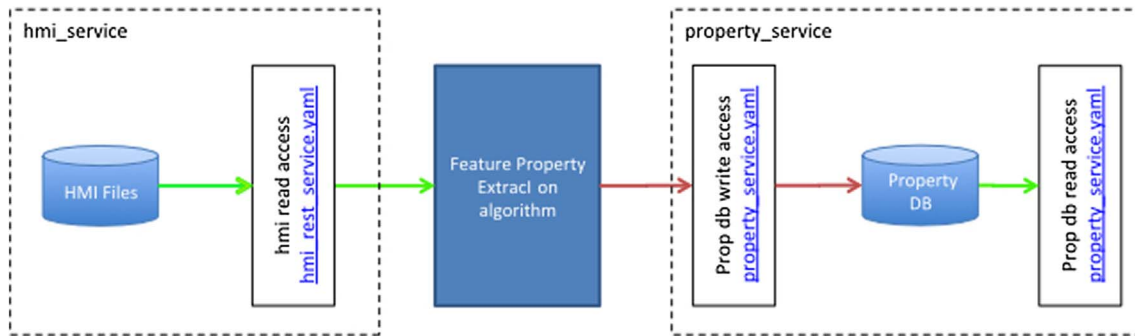 hmi_service
HMI Files
hmi read access
hmi_rest_service.yaml
Feature Property
ExtracI on
algorithm
property_service
Prop db write access
property_service.yaml
Property
DB
Prop db read access
property_service.yaml